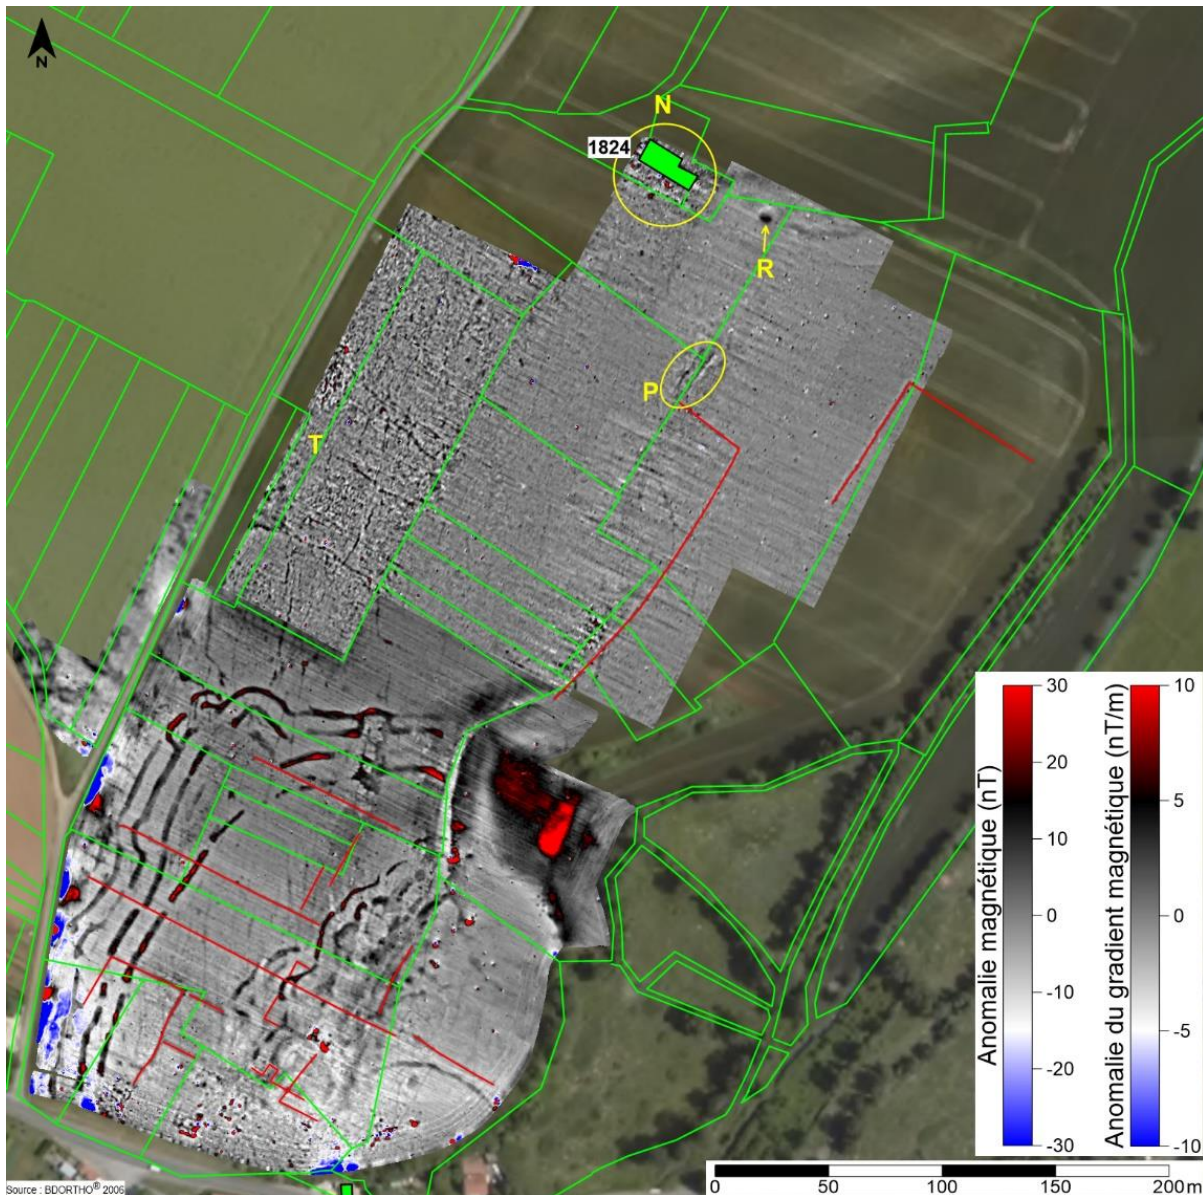 N
N
1824
R
P
T
Anomalie magnétique (nT)
30
20
10
0
-10
-20
-30
Anomalie du gradient magnétique (nT/m)
10
5
0
-5
-10
0 50 100 150 200 m
Source : BDORTHO® 2006